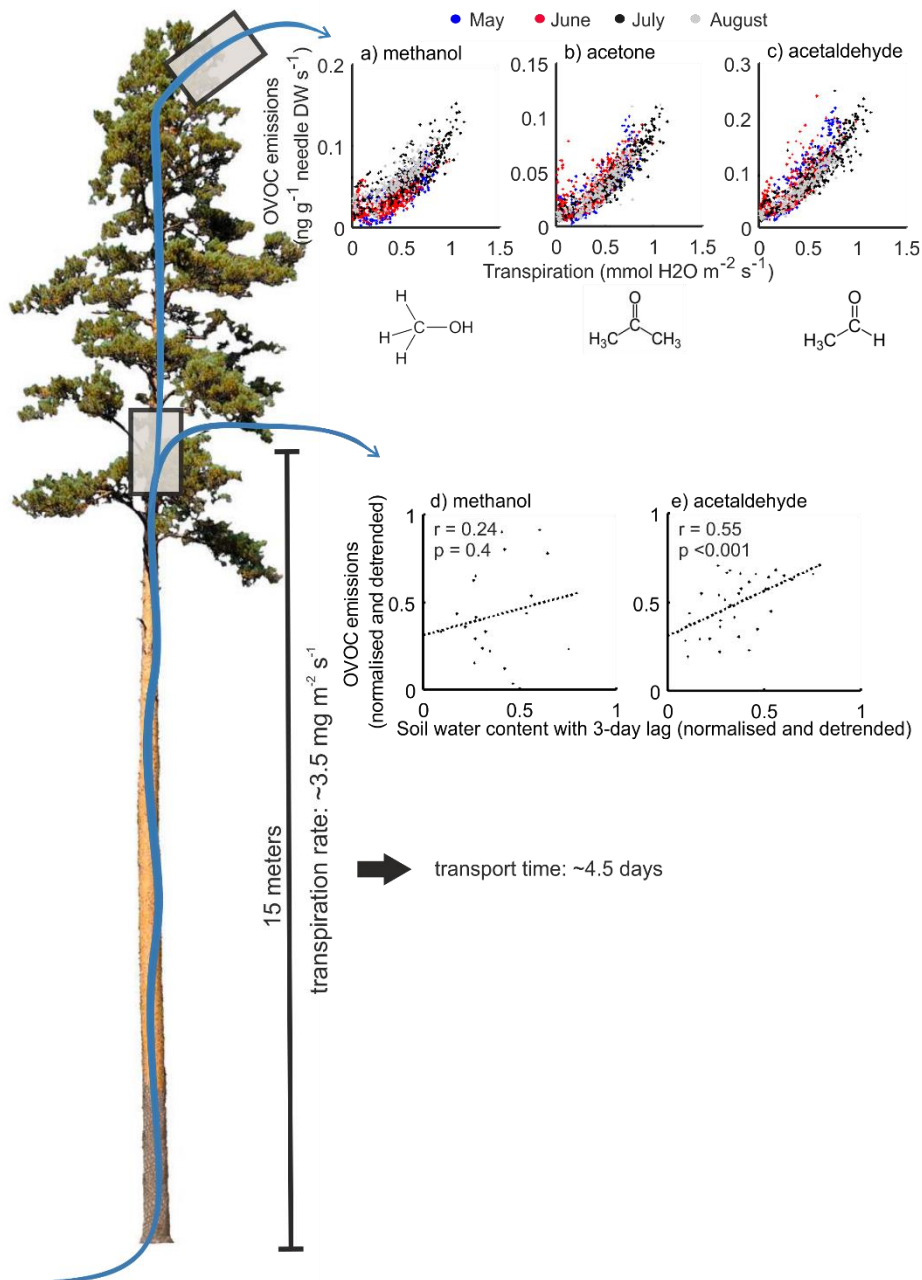 May June July August
a) methanol b) acetone c) acetaldehyde
OVOC emissions
(ng g⁻¹ needle DW s⁻¹)
0.2
0.1
0
0.15
0.1
0.05
0
0.3
0.2
0.1
0
0 0.5 1 1.5
0 0.5 1 1.5
0 0.5 1 1.5
Transpiration (mmol H2O m⁻² s⁻¹)
H
H
C
OH
H
O
C
H₃C
CH₃
O
C
H₃C
H
d) methanol e) acetaldehyde
OVOC emissions
(normalised and detrended)
1
0.5
0
r = 0.24
p = 0.4
1
0.5
0
r = 0.55
p <0.001
0 0.5 1
0 0.5 1
Soil water content with 3-day lag (normalised and detrended)
15 meters
transpiration rate: ~3.5 mg m⁻² s⁻¹
transport time: ~4.5 days